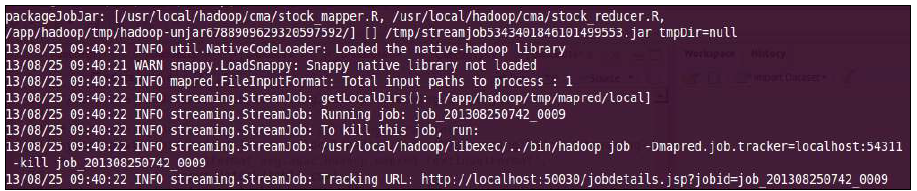 packageJobJar: [/usr/local/hadoop/cma/stock_mapper.R, /usr/local/hadoop/cma/stock_reducer.R,
/app/hadoop/tmp/hadoop-unjar6788909629320597592/] [] /tmp/streamjob5343401846101499553.jar tmpDir=null
13/08/25 09:40:21 INFO util.NativeCodeLoader: Loaded the native-hadoop library
13/08/25 09:40:21 WARN snappy.LoadSnappy: Snappy native library not loaded
13/08/25 09:40:21 INFO mapred.FileInputFormat: Total input paths to process : 1
13/08/25 09:40:22 INFO streaming.StreamJob: getLocalDirs(): [/app/hadoop/tmp/mapred/local]
13/08/25 09:40:22 INFO streaming.StreamJob: Running job: job_201308250742_0009
13/08/25 09:40:22 INFO streaming.StreamJob: To kill this job, run:
13/08/25 09:40:22 INFO streaming.StreamJob: /usr/local/hadoop/libexec/../bin/hadoop job  -Dmapred.job.tracker=localhost:54311
-kill job_201308250742_0009
13/08/25 09:40:22 INFO streaming.StreamJob: Tracking URL: http://localhost:50030/jobdetails.jsp?jobid=job_201308250742_0009
Workspace History
Import Dataset